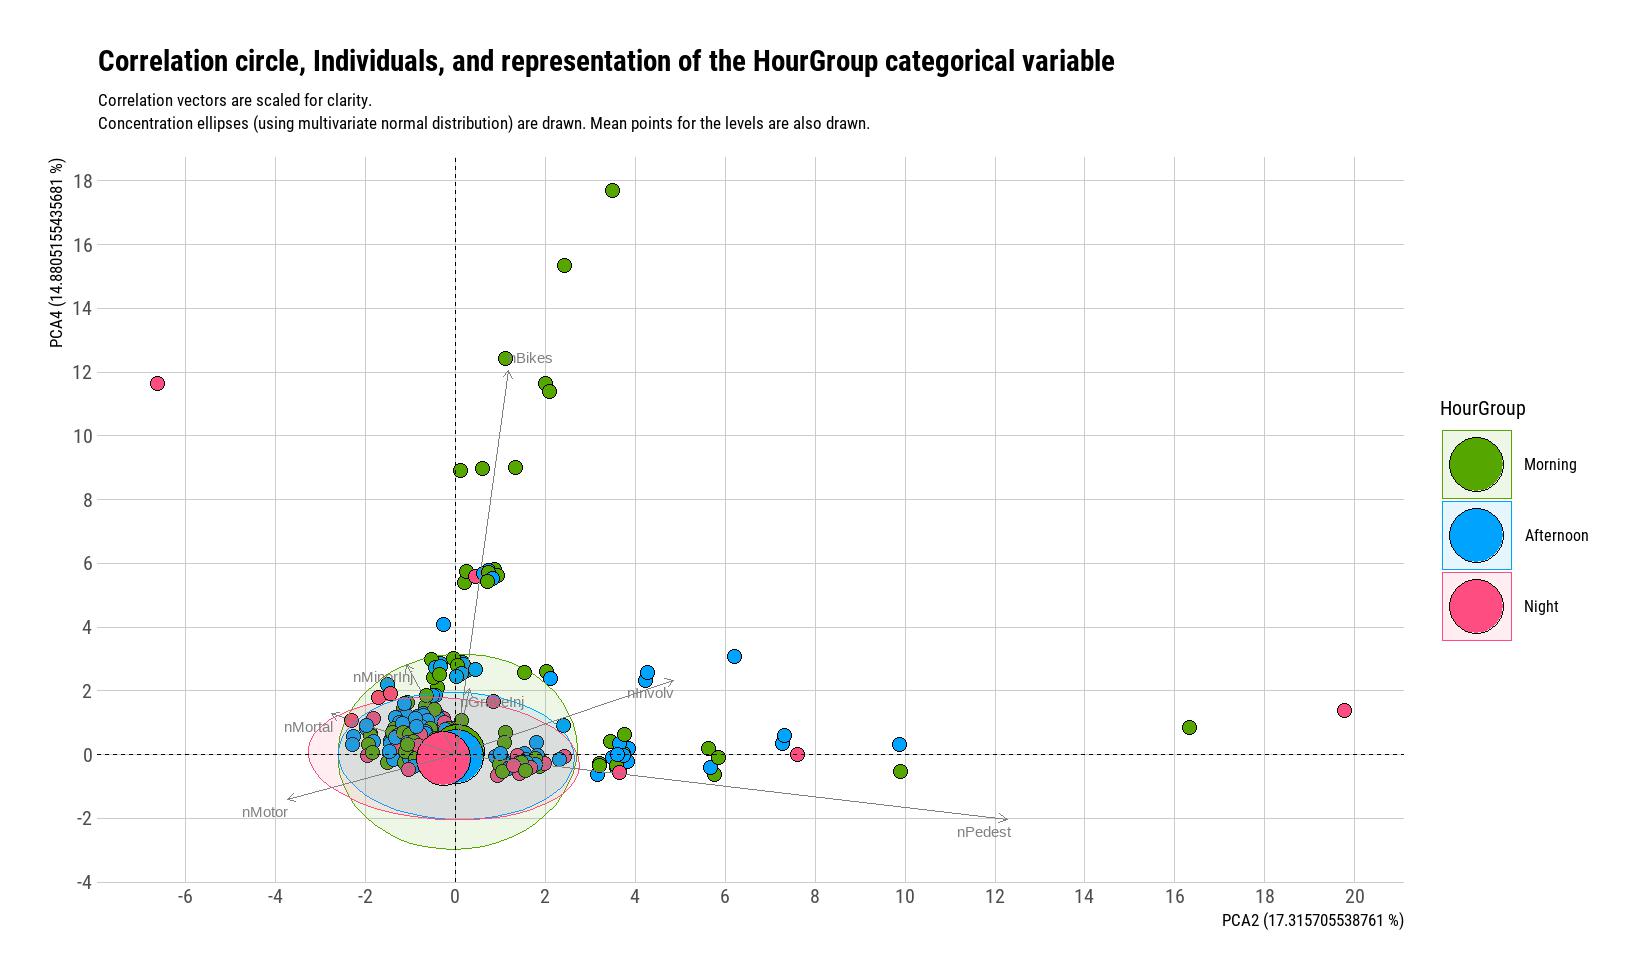 Correlation circle, Individuals, and representation of the HourGroup categorical variable
Correlation vectors are scaled for clarity.
Concentration ellipses (using multivariate normal distribution) are drawn. Mean points for the levels are also drawn.
PCA4 (14.8805155435681 %)
18
16
14
12
10
8
6
4
2
0
-2
-4
nBikes
nMinorInj
nGraveInj
nInvolv
nMortal
nMotor
nPedest
-6
-4
-2
0
2
4
6
8
10
12
14
16
18
20
PCA2 (17.315705538761 %)
HourGroup
Morning
Afternoon
Night